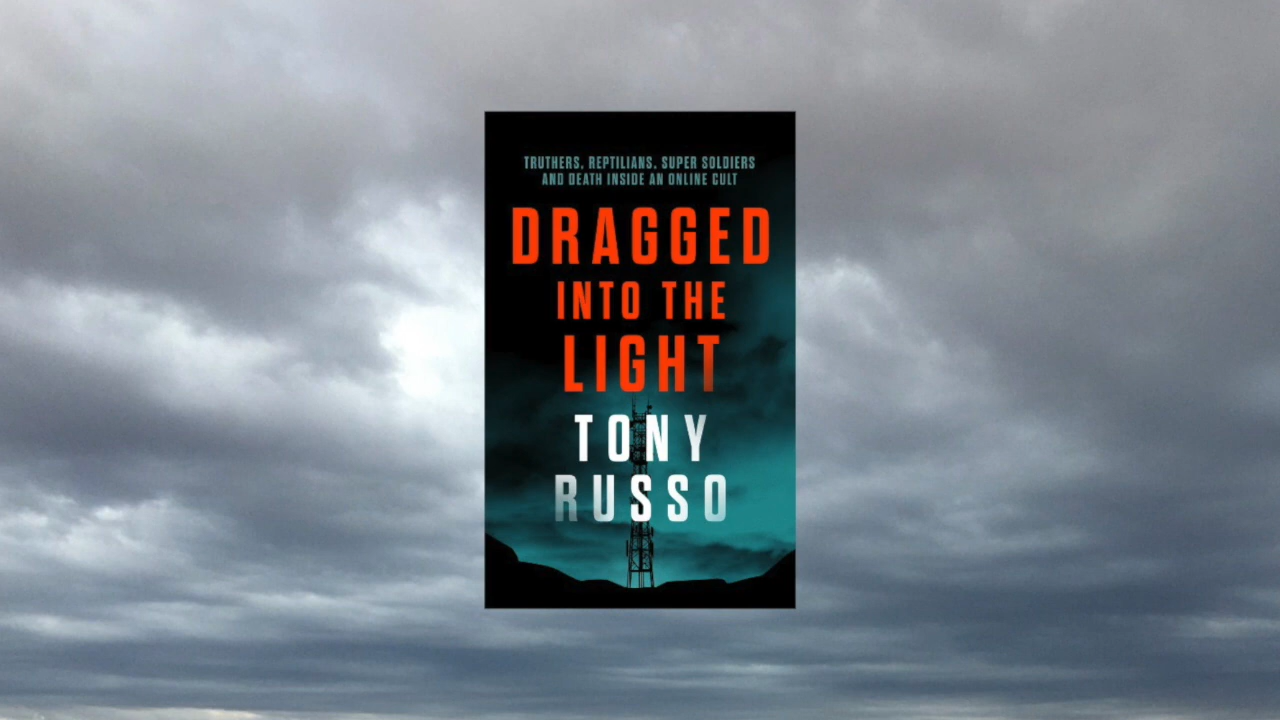 TRUTHERS, REPTILIANS, SUPER SOLDIERS
AND DEATH INSIDE AN ONLINE CULT
DRAGGED
INTO THE
LIGHT
TONY
RUSSO